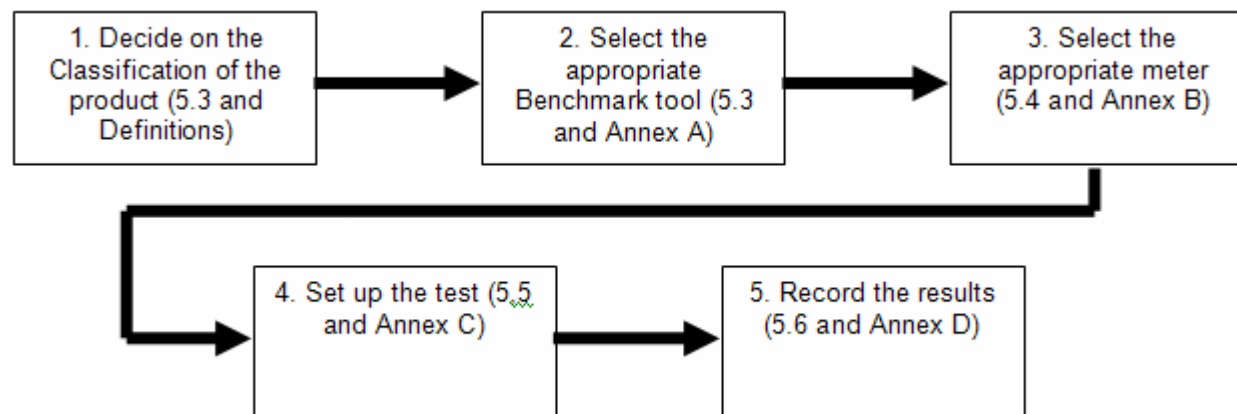 1. Decide on the
Classification of the
product (5.3 and
Definitions)
2. Select the
appropriate
Benchmark tool (5.3
and Annex A)
3. Select the
appropriate meter
(5.4 and Annex B)
4. Set up the test (5.5
and Annex C)
5. Record the results
(5.6 and Annex D)